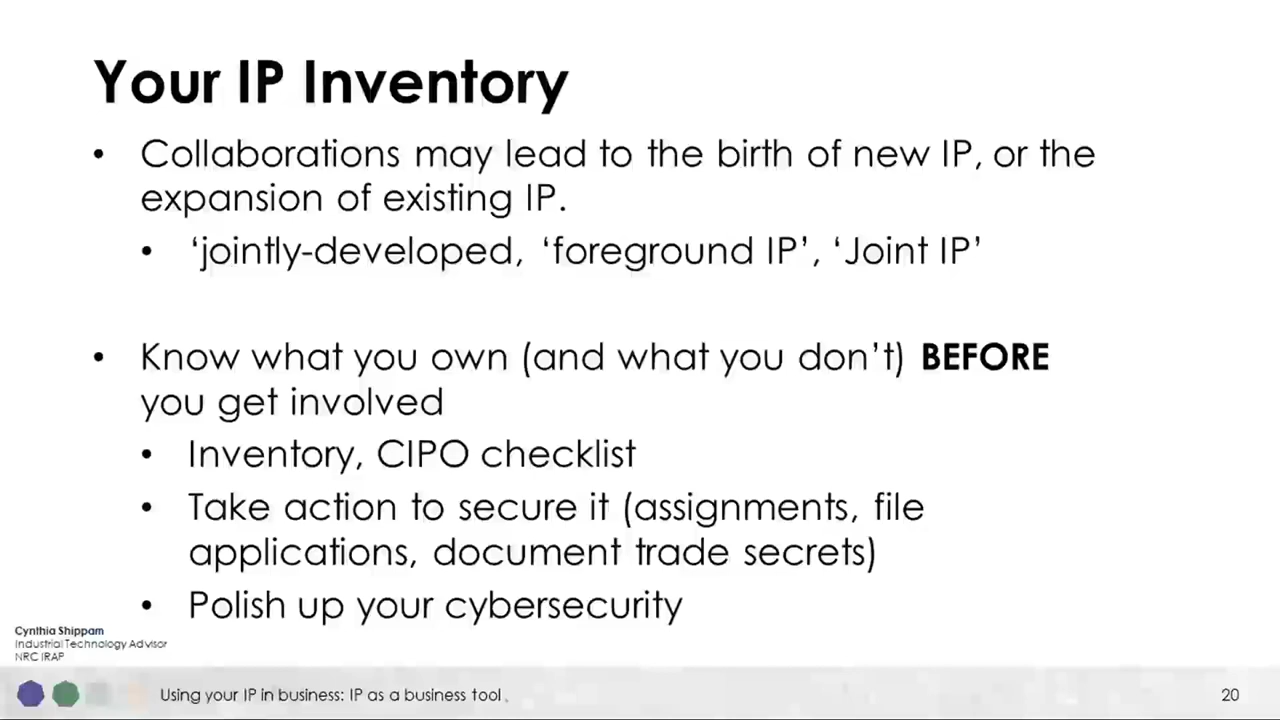 Your IP Inventory
• Collaborations may lead to the birth of new IP, or the
expansion of existing IP.
• ‘jointly-developed, ‘foreground IP’, ‘Joint IP’
• Know what you own (and what you don’t) BEFORE
you get involved
• Inventory, CIPO checklist
• Take action to secure it (assignments, file
applications, document trade secrets)
• Polish up your cybersecurity
Cynthia Shippam
Industrial Technology Advisor
NRC IRAP
Using your IP in business: IP as a business tool .
20